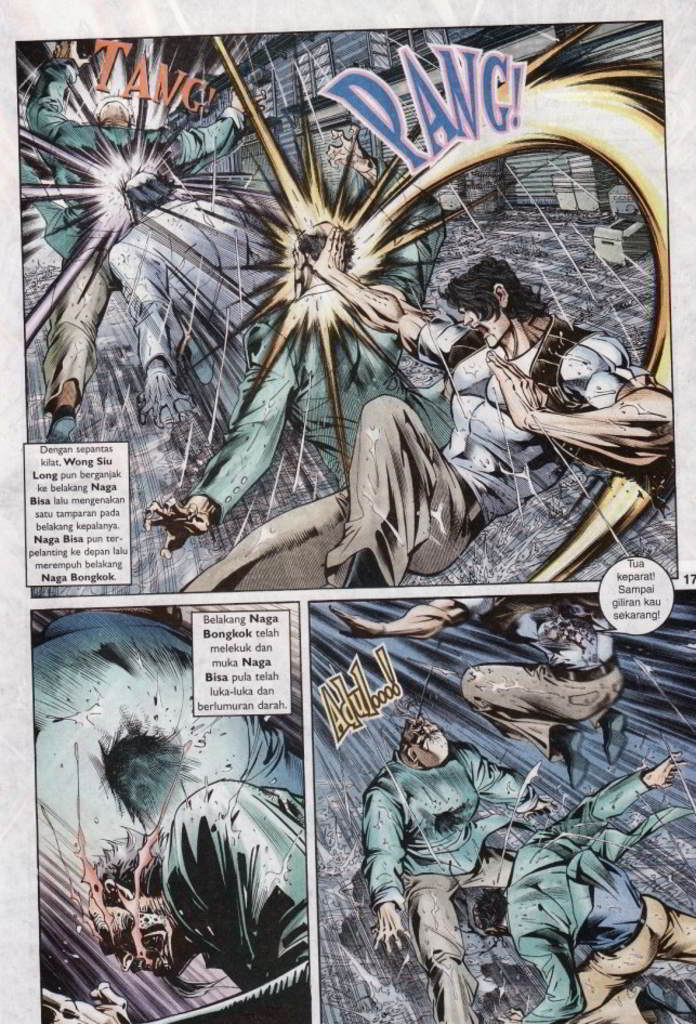 TANG!
PANG!
Dengan sepantas
kilat, Wong Siu
Long pun berganjak
ke belakang Naga
Bisa lalu mengenakan
satu tamparan pada
belakang kepalanya.
Naga Bisa pun ter-
pelanting ke depan lalu
merempuh belakang
Naga Bongkok.
Tua
keparat!
Sampai
giliran kau
sekarang!
17
Belakang Naga
Bongkok telah
melekuk dan
muka Naga
Bisa pula telah
luka-luka dan
berlumuran darah.
Aduloooo!